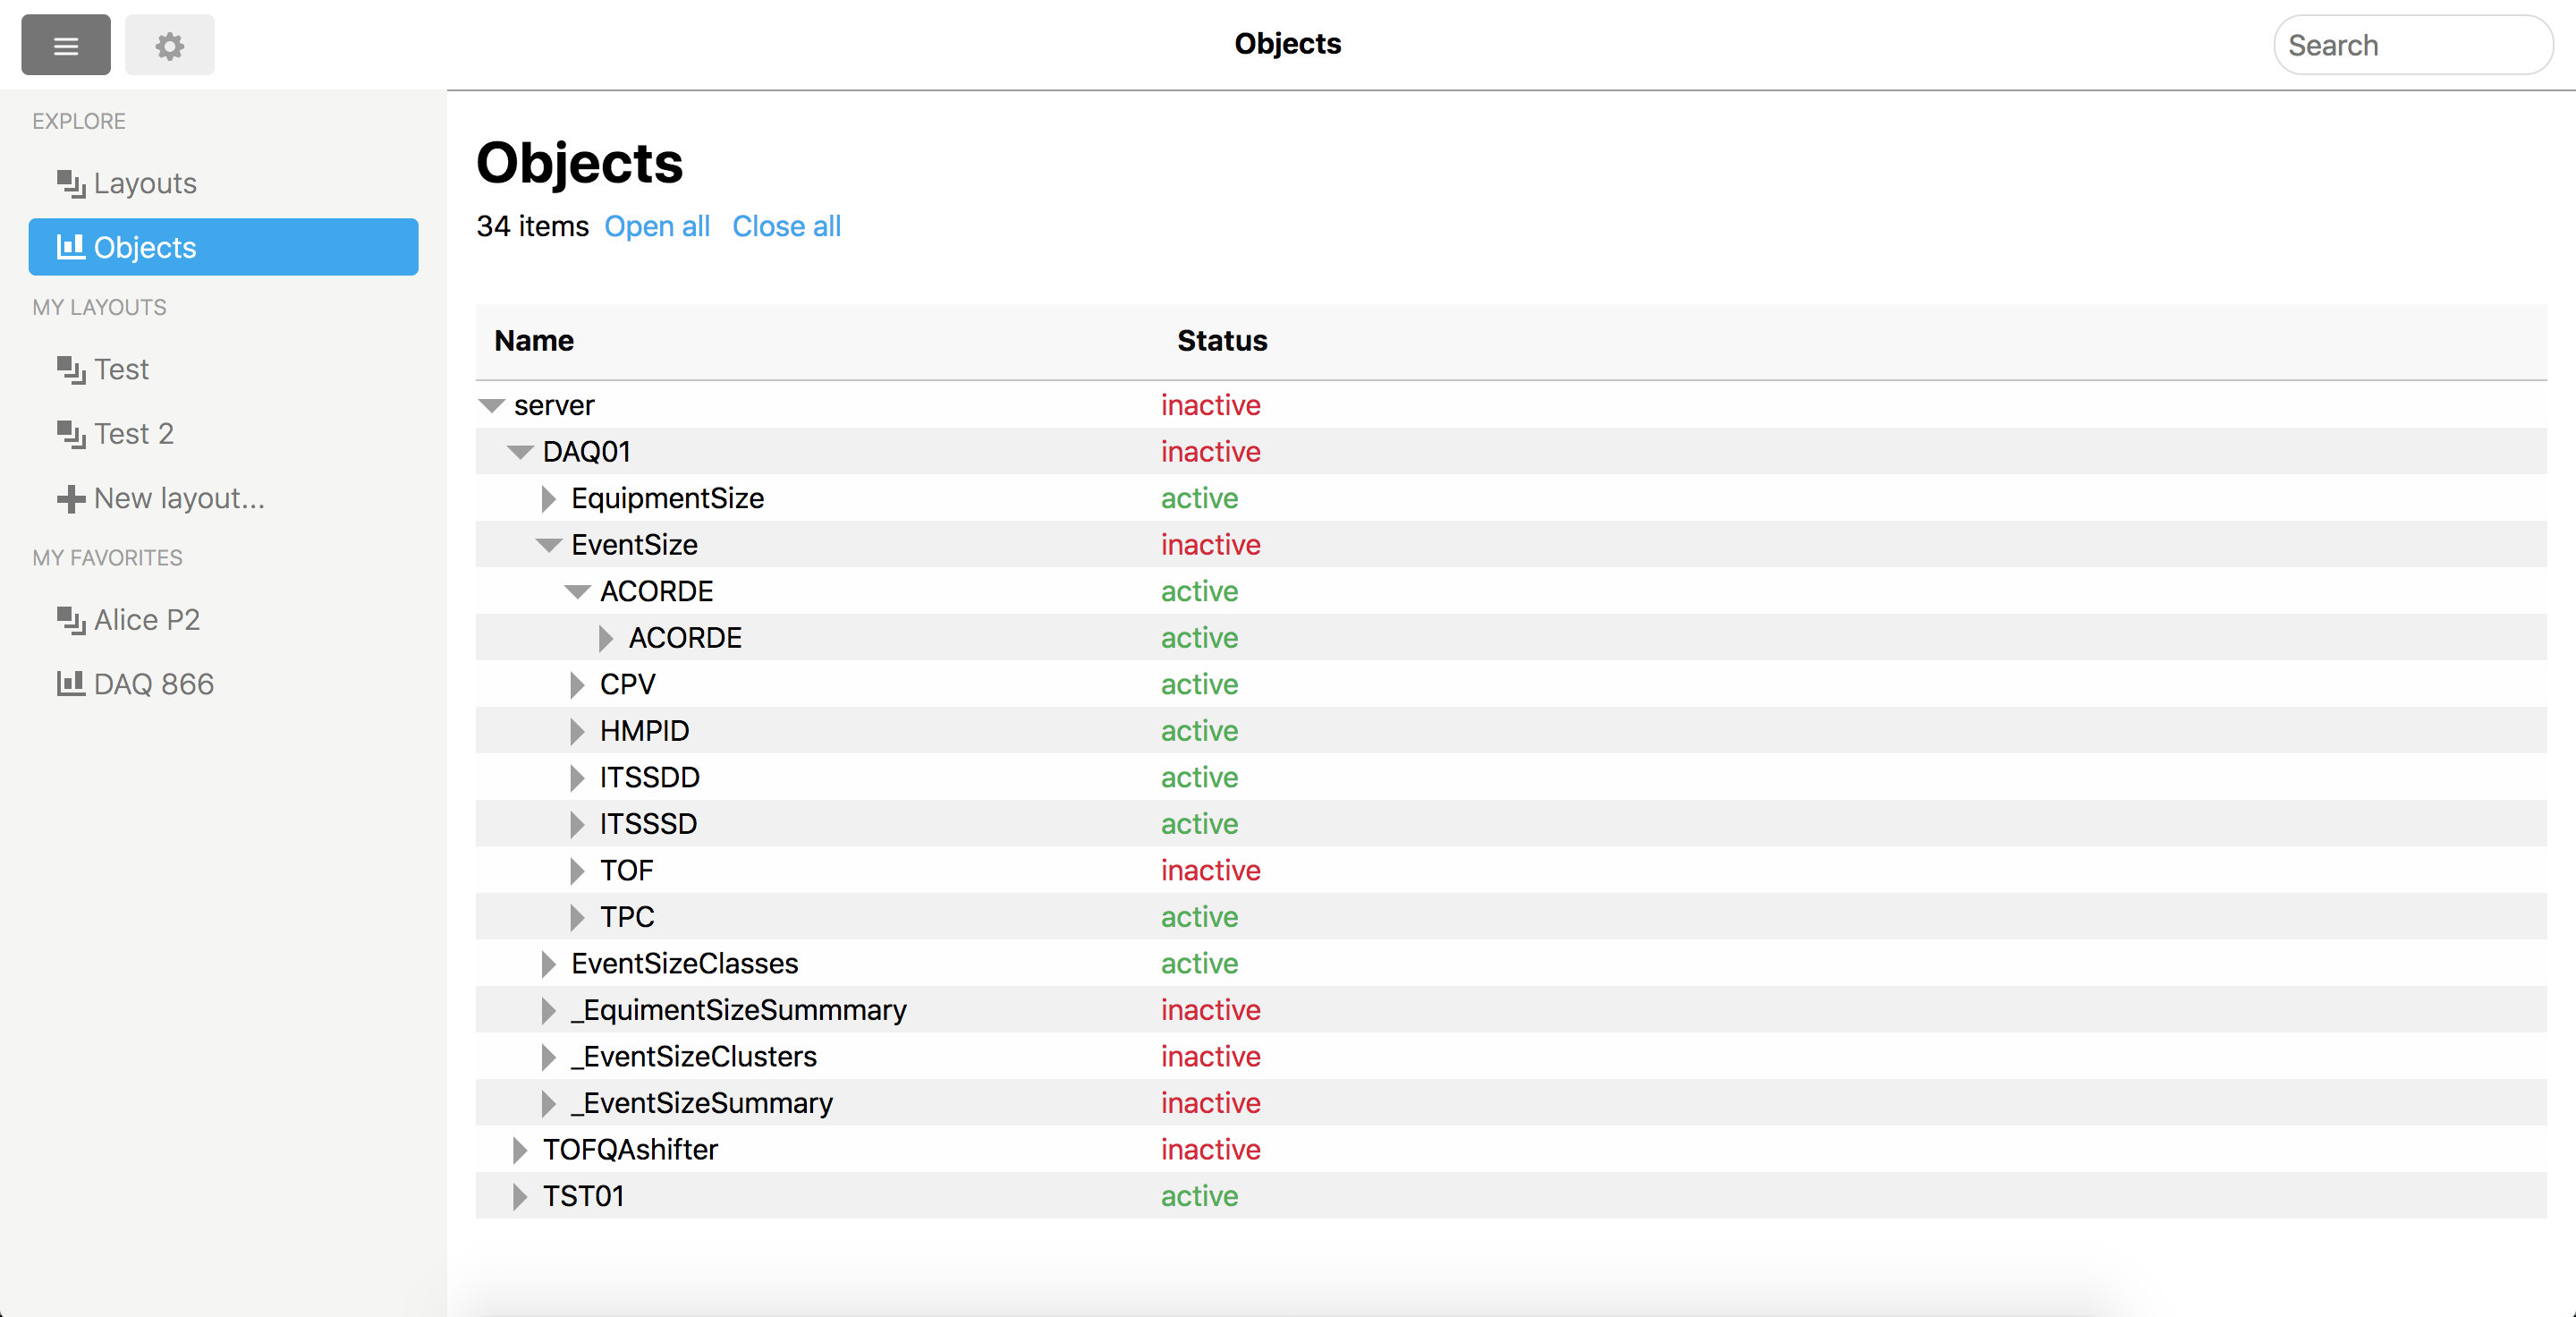 Objects
Search
EXPLORE
Layouts
Objects
MY LAYOUTS
Test
Test 2
New layout...
MY FAVORITES
Alice P2
DAQ 866
Objects
34 items Open all Close all
Name Status
server inactive
DAQ01 inactive
EquipmentSize active
EventSize inactive
ACORDE active
ACORDE active
CPV active
HMPID active
ITSSDD active
ITSSSD active
TOF inactive
TPC active
EventSizeClasses active
_EquimentSizeSummmary inactive
_EventSizeClusters inactive
_EventSizeSummary inactive
TOFQAshifter inactive
TST01 active